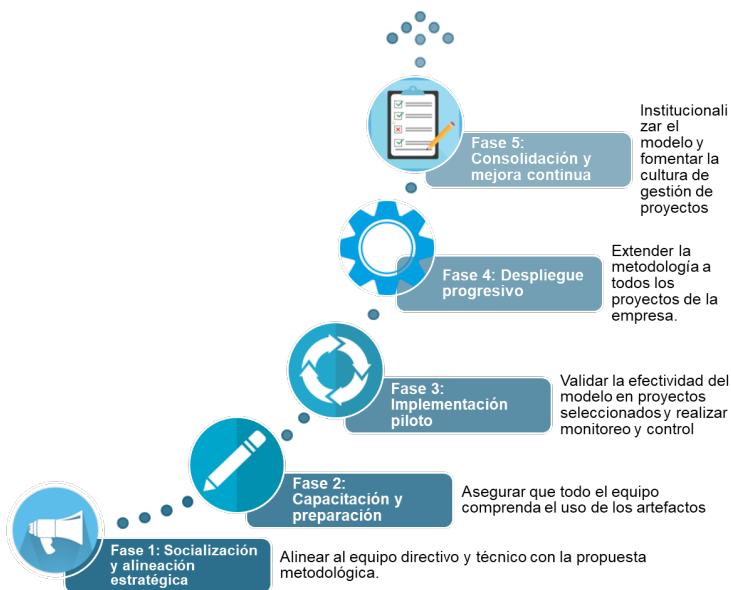 Fase 5:
Consolidación y
mejora continua
Institucionali
zar el
modelo y
fomentar la
cultura de
gestión de
proyectos
Fase 4: Despliegue
progresivo
Extender la
metodología a
todos los
proyectos de la
empresa.
Fase 3:
Implementación
piloto
Validar la efectividad del
modelo en proyectos
seleccionados y realizar
monitoreo y control
Fase 2:
Capacitación y
preparación
Asegurar que todo el equipo
comprenda el uso de los artefactos
Fase 1: Socialización
y alineación
estratégica
Alinear al equipo directivo y técnico con la propuesta
metodológica.